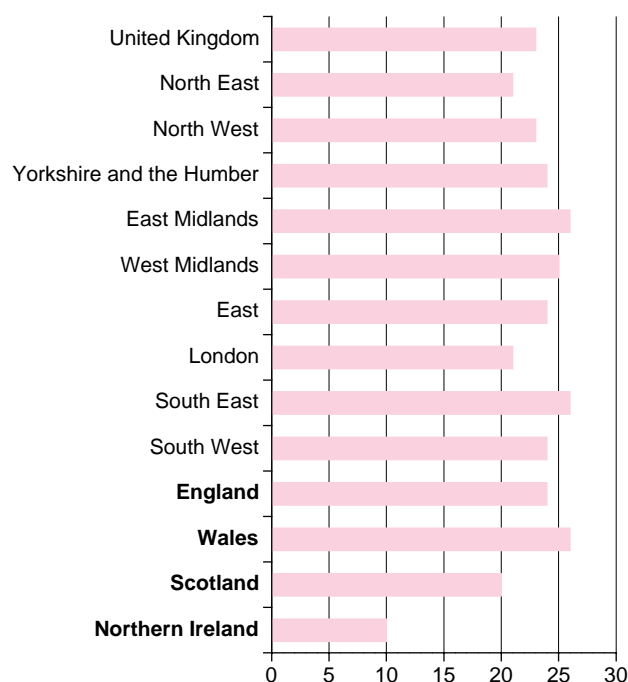 United Kingdom
North East
North West
Yorkshire and the Humber
East Midlands
West Midlands
East
London
South East
South West
England
Wales
Scotland
Northern Ireland
0 5 10 15 20 25 30